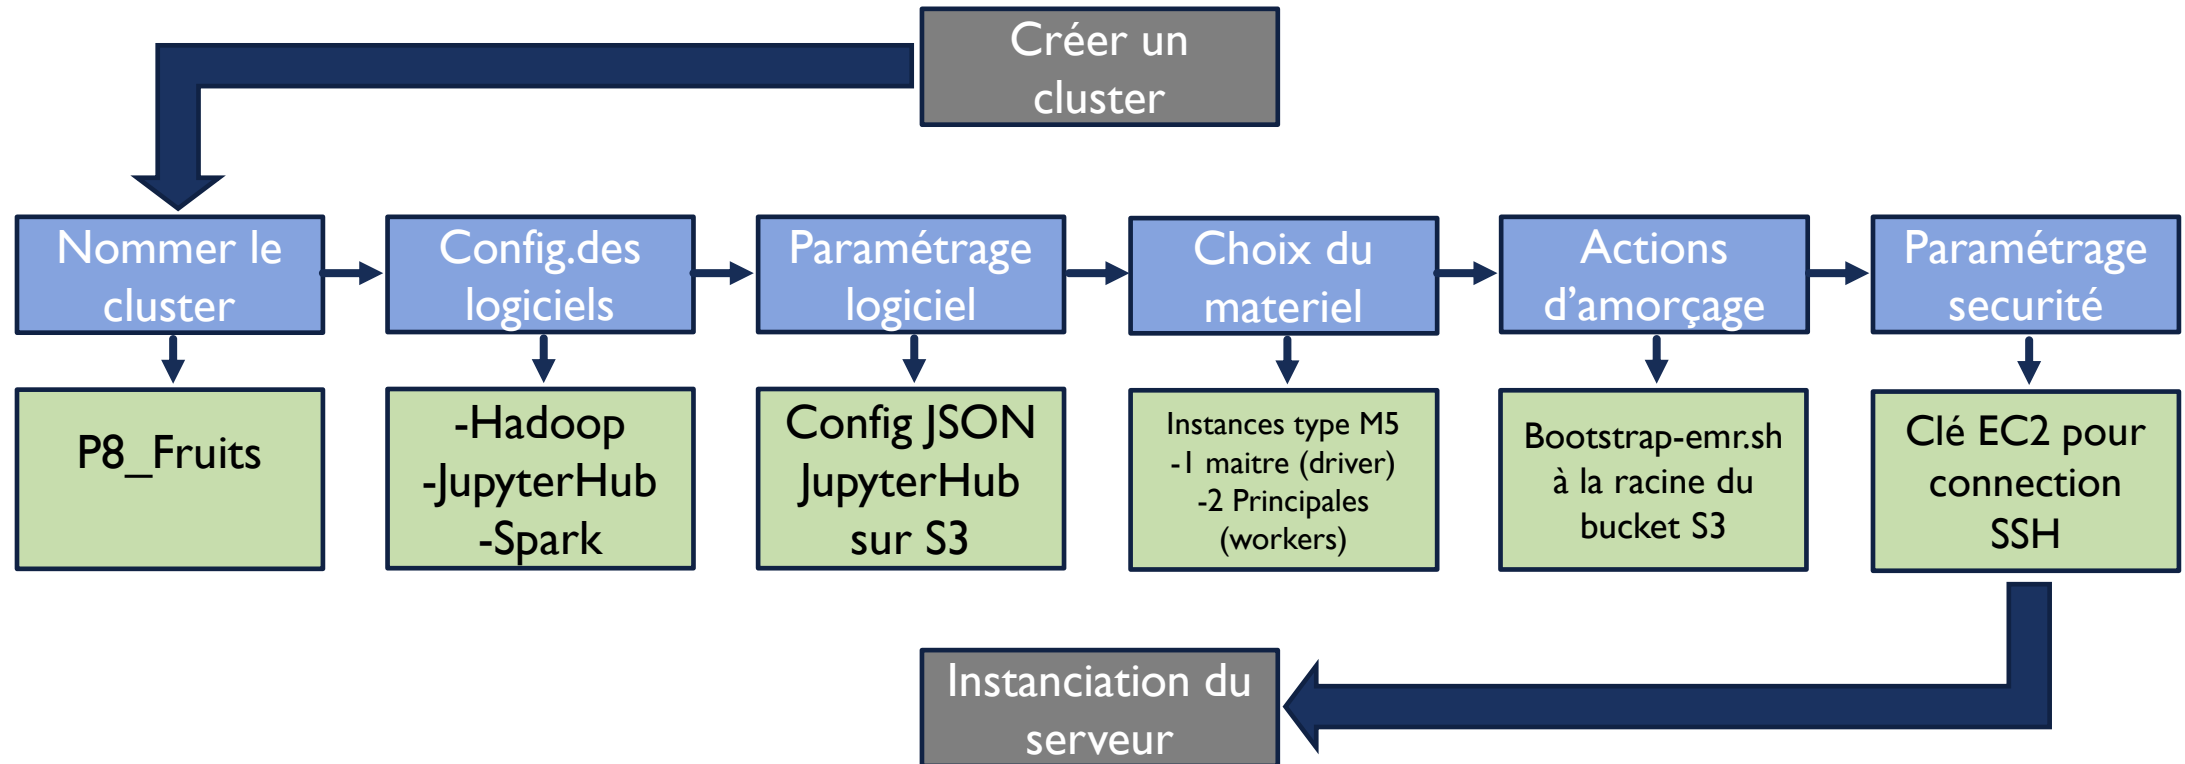 Créer un
cluster
Nommer le
cluster
Config.des
logiciels
Paramétrage
logiciel
Choix du
materiel
Actions
d’amorçage
Paramétrage
securité
P8_Fruits
-Hadoop
-JupyterHub
-Spark
Config JSON
JupyterHub
sur S3
Instances type M5
-1 maitre (driver)
-2 Principales
(workers)
Bootstrap-emr.sh
à la racine du
bucket S3
Clé EC2 pour
connection
SSH
Instanciation du
serveur